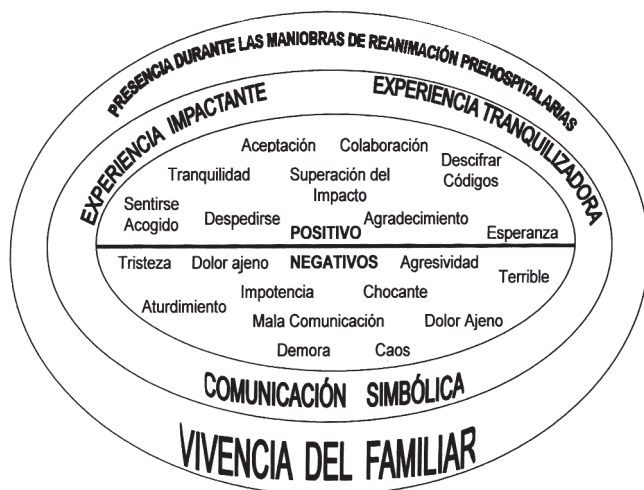 PRESENCIA DURANTE LAS MANIOBRAS DE REANIMACIÓN PREHOSPITALARIAS
EXPERIENCIA IMPACTANTE
EXPERIENCIA TRANQUILIZADORA
Aceptación Colaboración
Descifrar
Códigos
Tranquilidad
Superación del
Impacto
Sentirse
Acogido
Despedirse
Agradecimiento
POSITIVO
Esperanza
Tristeza Dolor ajeno NEGATIVOS Agresividad
Terrible
Impotencia Chocante
Aturdimiento
Mala Comunicación Dolor Ajeno
Demora Caos
COMUNICACIÓN SIMBÓLICA
VIVENCIA DEL FAMILIAR